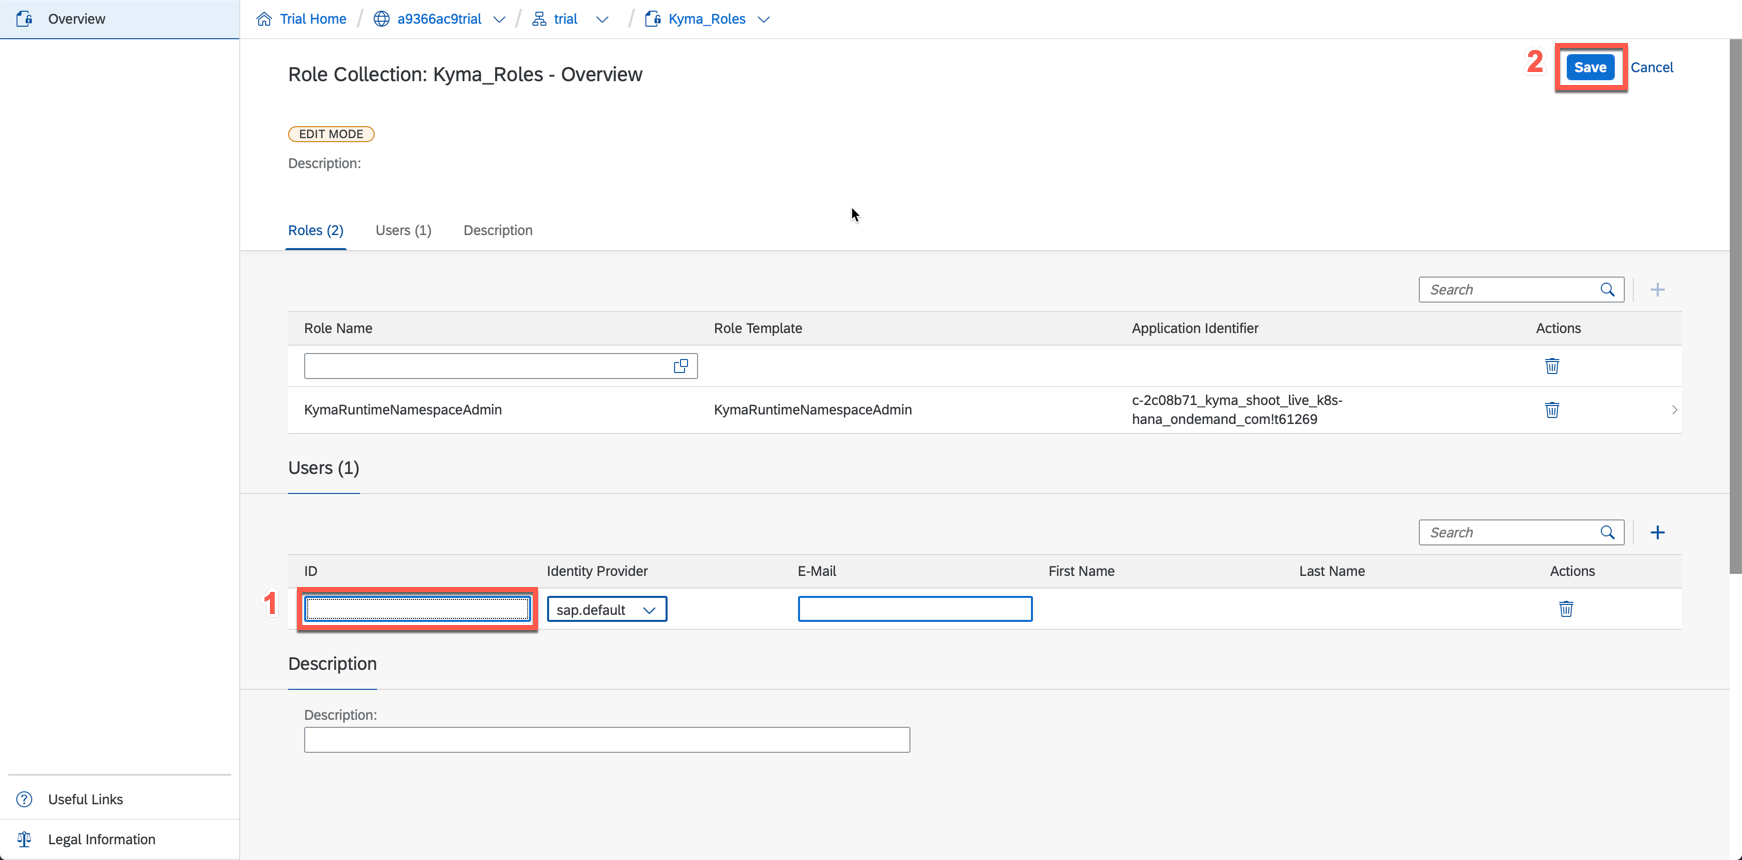 Overview
Trial Home / a9366ac9trial / trial / Kyma_Roles
Role Collection: Kyma_Roles - Overview
2
Save
Cancel
EDIT MODE
Description:
Roles (2) Users (1) Description
Search
Role Name Role Template Application Identifier Actions
KymaRuntimeNamespaceAdmin KymaRuntimeNamespaceAdmin c-2c08b71_kyma_shoot_live_k8s-
hana_ondemand_com!t61269
Users (1)
Search
ID Identity Provider E-Mail First Name Last Name Actions
1
sap.default
Description
Description:
Useful Links
Legal Information